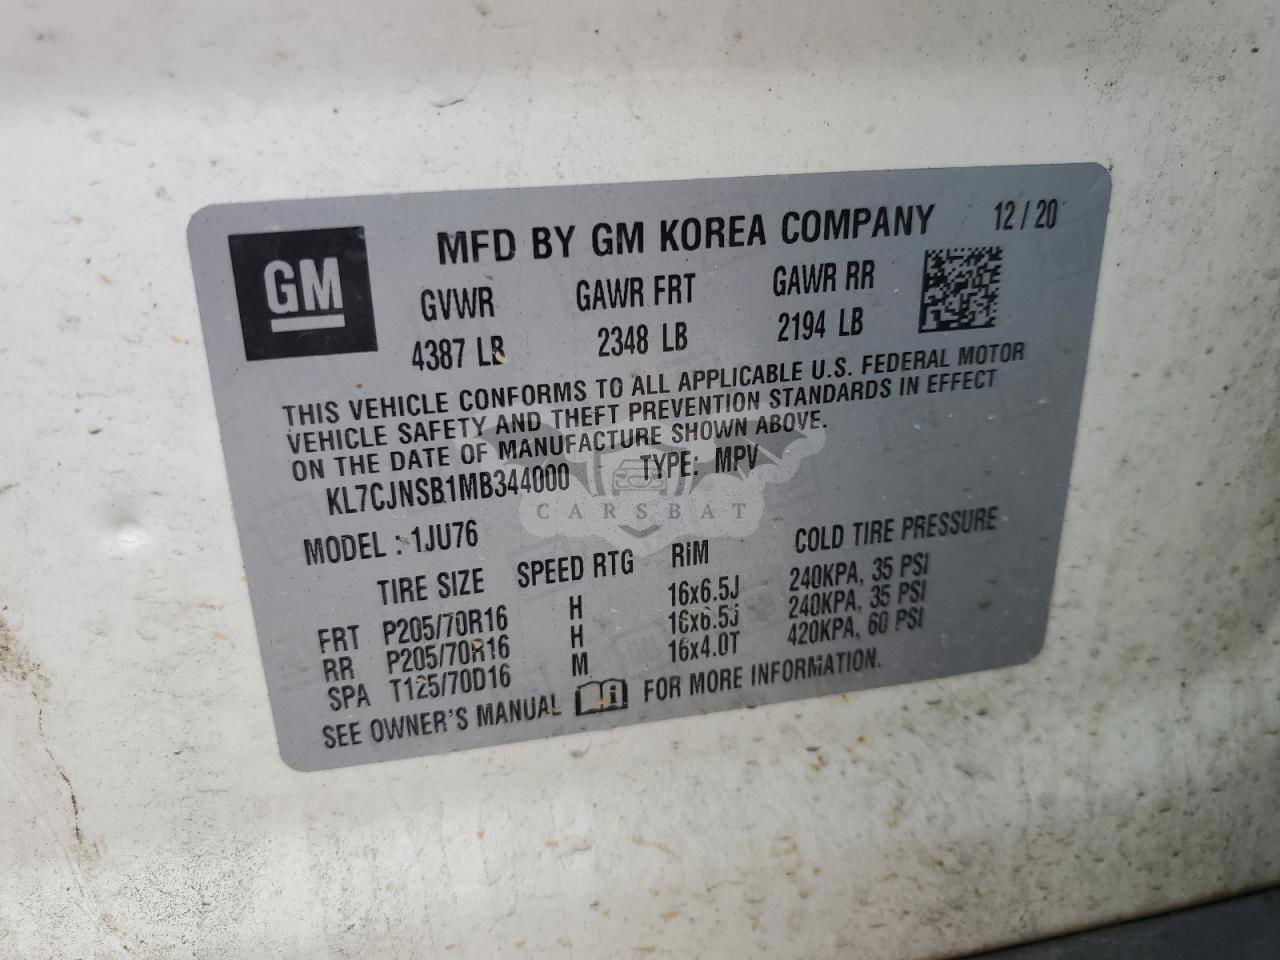 GM
MFD BY GM KOREA COMPANY 12/20
GVWR GAWR FRT GAWR RR
4387 LB 2348 LB 2194 LB
THIS VEHICLE CONFORMS TO ALL APPLICABLE U.S. FEDERAL MOTOR
VEHICLE SAFETY AND THEFT PREVENTION STANDARDS IN EFFECT
ON THE DATE OF MANUFACTURE SHOWN ABOVE.
KL7CJNSB1MB344000 TYPE: MPV
CARSBAT
MODEL : 1JU76
TIRE SIZE SPEED RTG RIM COLD TIRE PRESSURE
FRT P205/70R16 H 16x6.5J 240KPA, 35 PSI
RR P205/70R16 H 16x6.5J 240KPA, 35 PSI
SPA T125/70D16 M 16x4.0T 420KPA, 60 PSI
SEE OWNER'S MANUAL i FOR MORE INFORMATION.